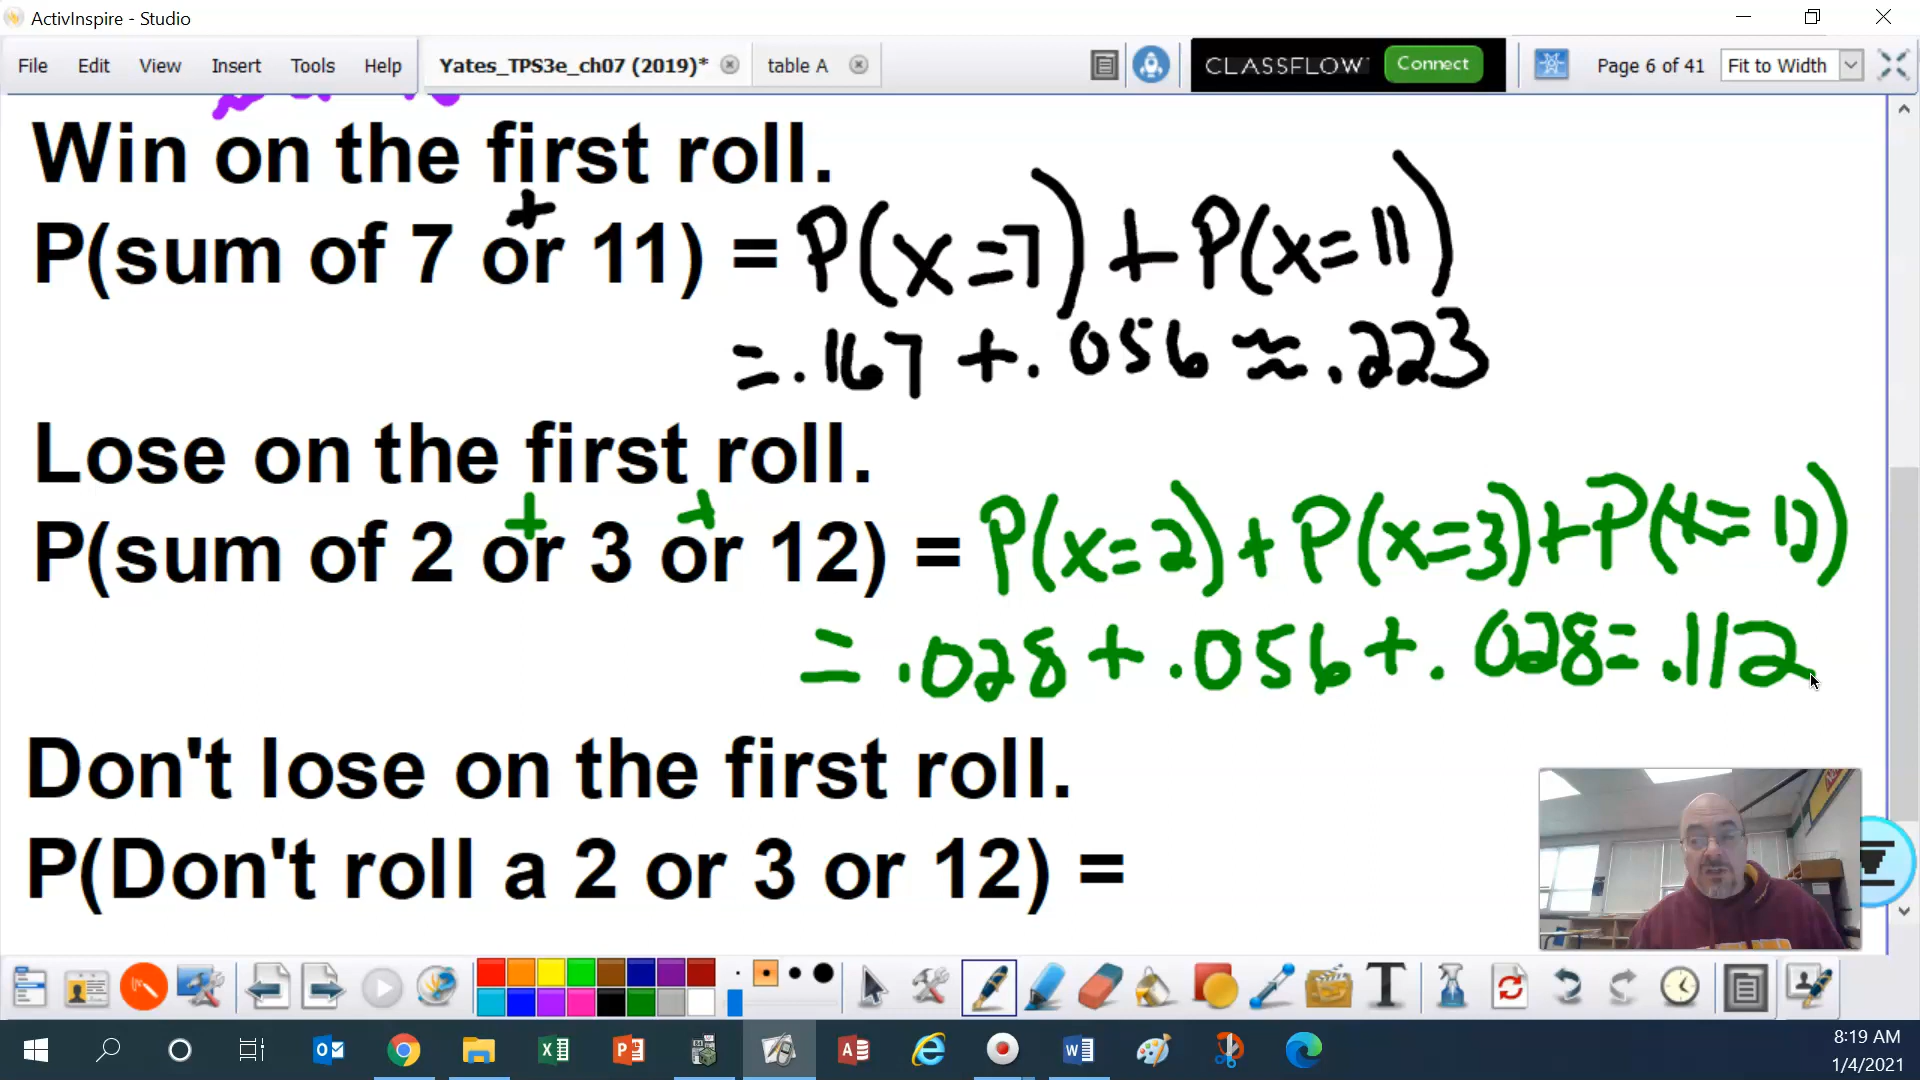 ActivInspire - Studio
File Edit View Insert Tools Help Yates_TPS3e_ch07 (2019)* table A CLASSFLOW Connect Page 6 of 41 Fit to Width
Win on the first roll.
+
P(sum of 7 or 11) = P(x=7) + P(x=11)
= .167 + .056 ≈ .223
Lose on the first roll.
+ +
P(sum of 2 or 3 or 12) = P(x=2) + P(x=3) + P(x=12)
= .028 + .056 + .028 = .112
Don't lose on the first roll.
P(Don't roll a 2 or 3 or 12) =
8:19 AM
1/4/2021